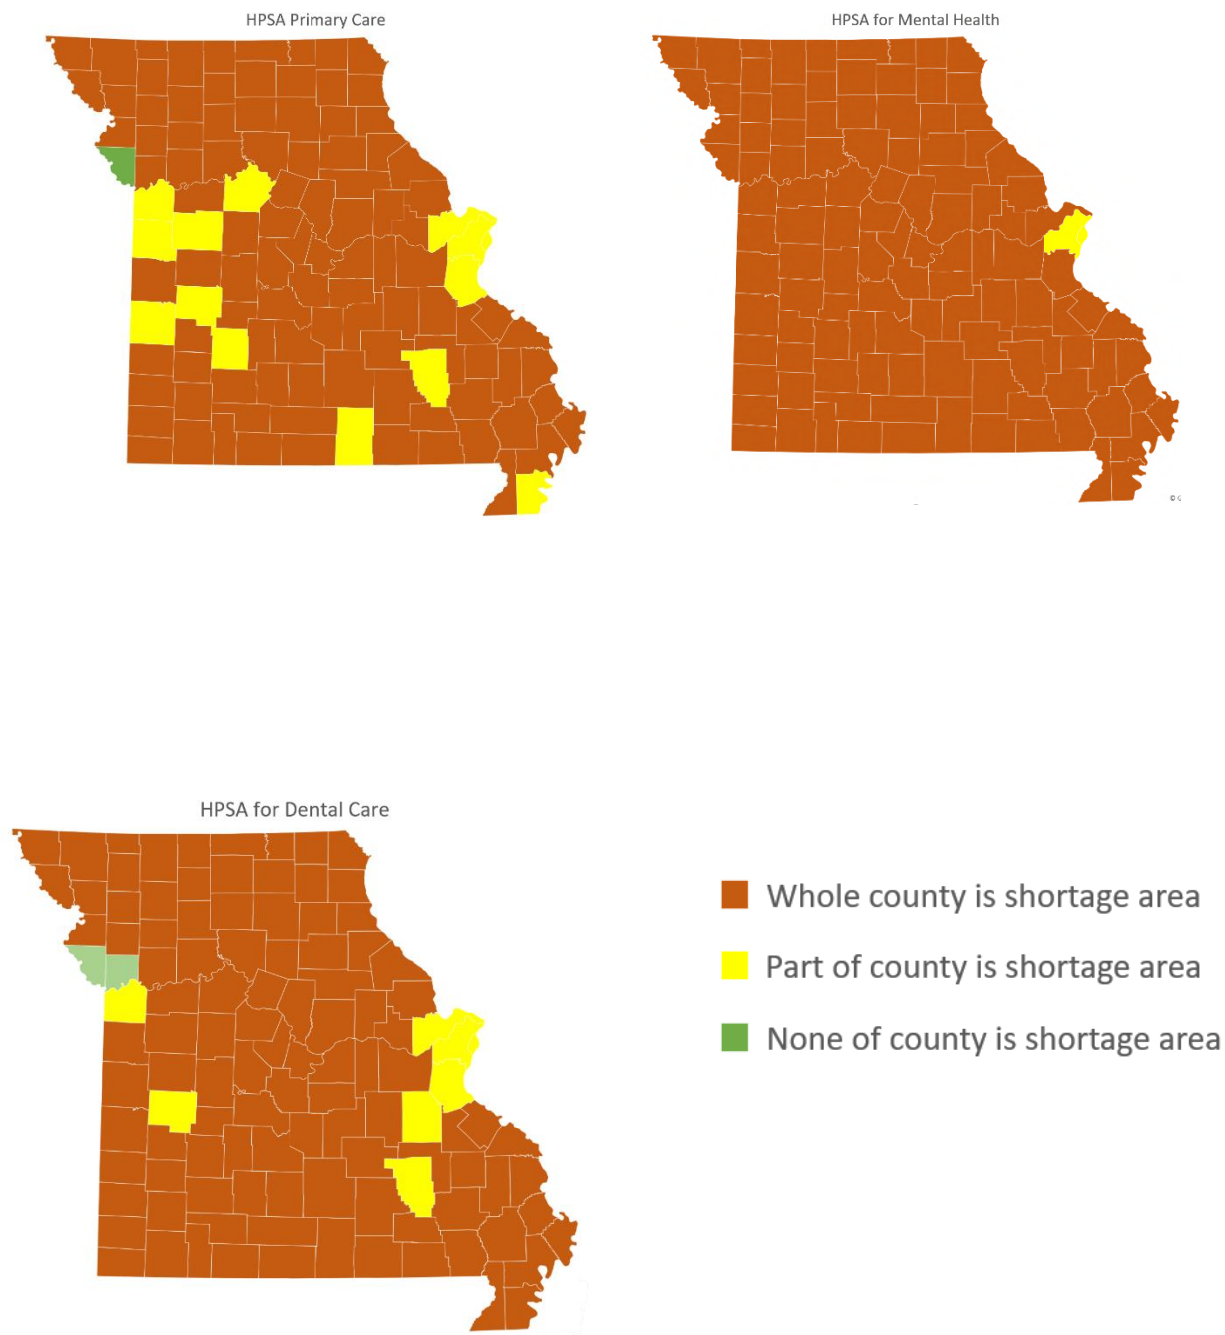 HPSA Primary Care
HPSA for Mental Health
HPSA for Dental Care
Whole county is shortage area
Part of county is shortage area
None of county is shortage area